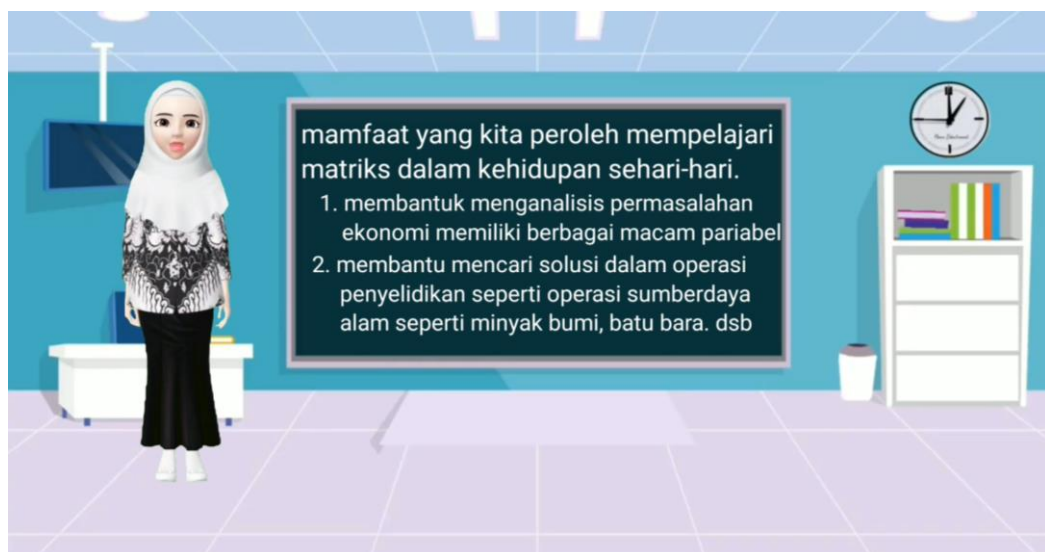 mamfaat yang kita peroleh mempelajari
matriks dalam kehidupan sehari-hari.
1. membantuk menganalisis permasalahan
ekonomi memiliki berbagai macam pariabel
2. membantu mencari solusi dalam operasi
penyelidikan seperti operasi sumberdaya
alam seperti minyak bumi, batu bara. dsb